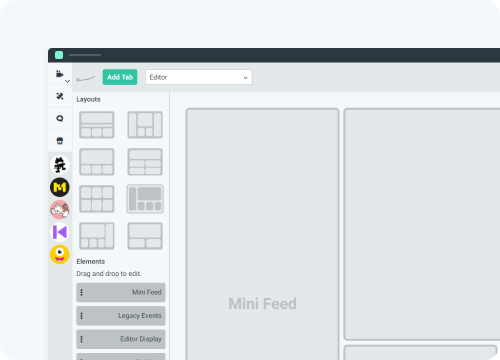 Add Tab
Editor
Layouts
Elements
Drag and drop to edit.
Mini Feed
Legacy Events
Editor Display
Mini Feed